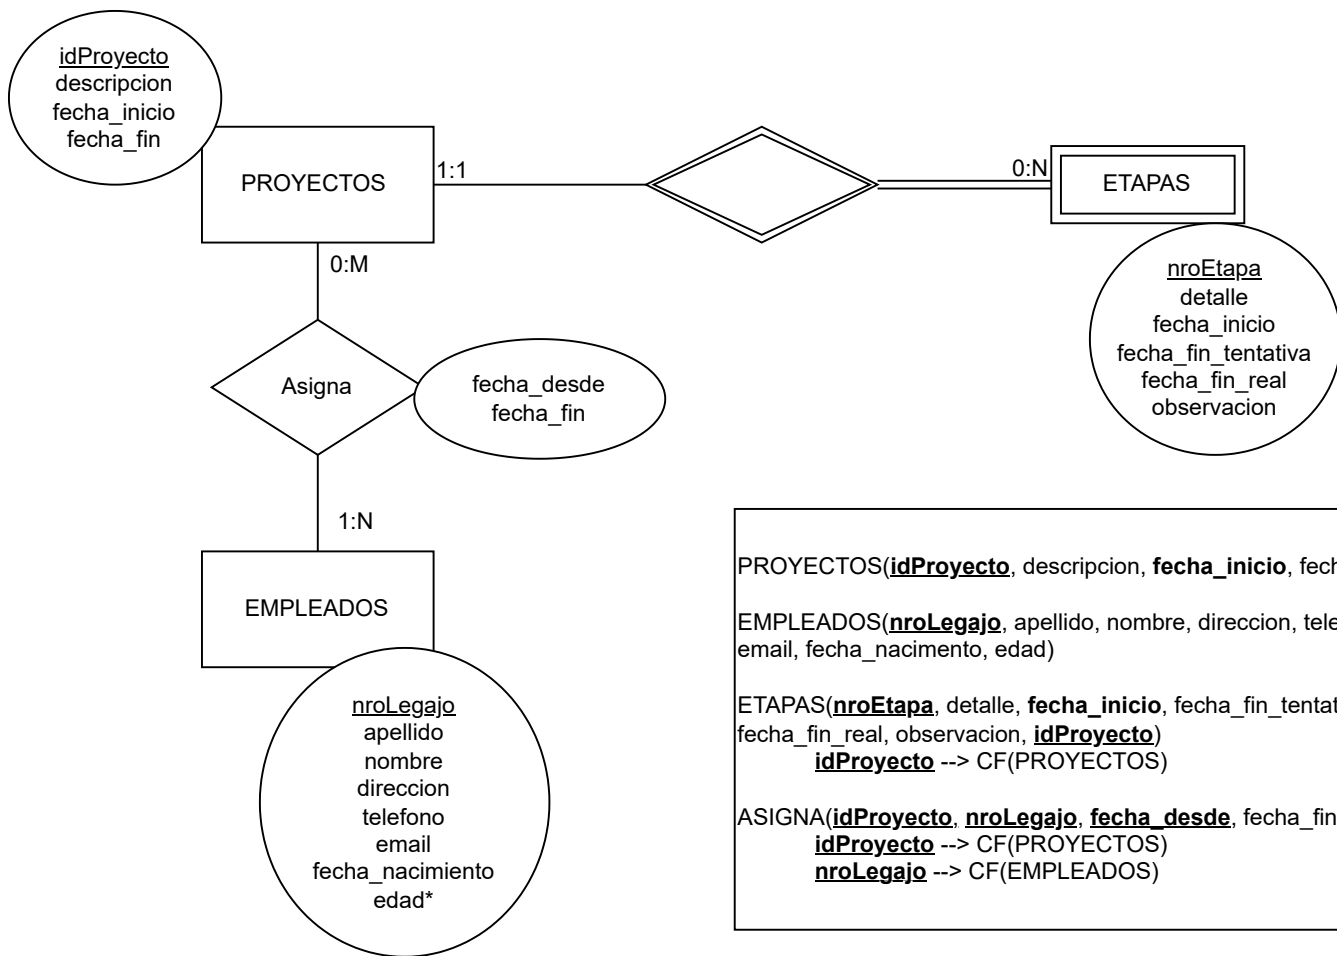 idProyecto
descripcion
fecha_inicio
fecha_fin
PROYECTOS
1:1
0:N
ETAPAS
nroEtapa
detalle
fecha_inicio
fecha_fin_tentativa
fecha_fin_real
observacion
0:M
Asigna
fecha_desde
fecha_fin
1:N
EMPLEADOS
nroLegajo
apellido
nombre
direccion
telefono
email
fecha_nacimiento
edad*
PROYECTOS(idProyecto, descripcion, fecha_inicio,
EMPLEADOS(nroLegajo, apellido, nombre, direccion,
email, fecha_nacimento, edad)
ETAPAS(nroEtapa, detalle, fecha_inicio,
fecha_fin_real, observacion, idProyecto)
idProyecto --> CF(PROYECTOS)
ASIGNA(idProyecto, nroLegajo, fecha_desde, fecha_fin
idProyecto --> CF(PROYECTOS)
nroLegajo --> CF(EMPLEADOS)